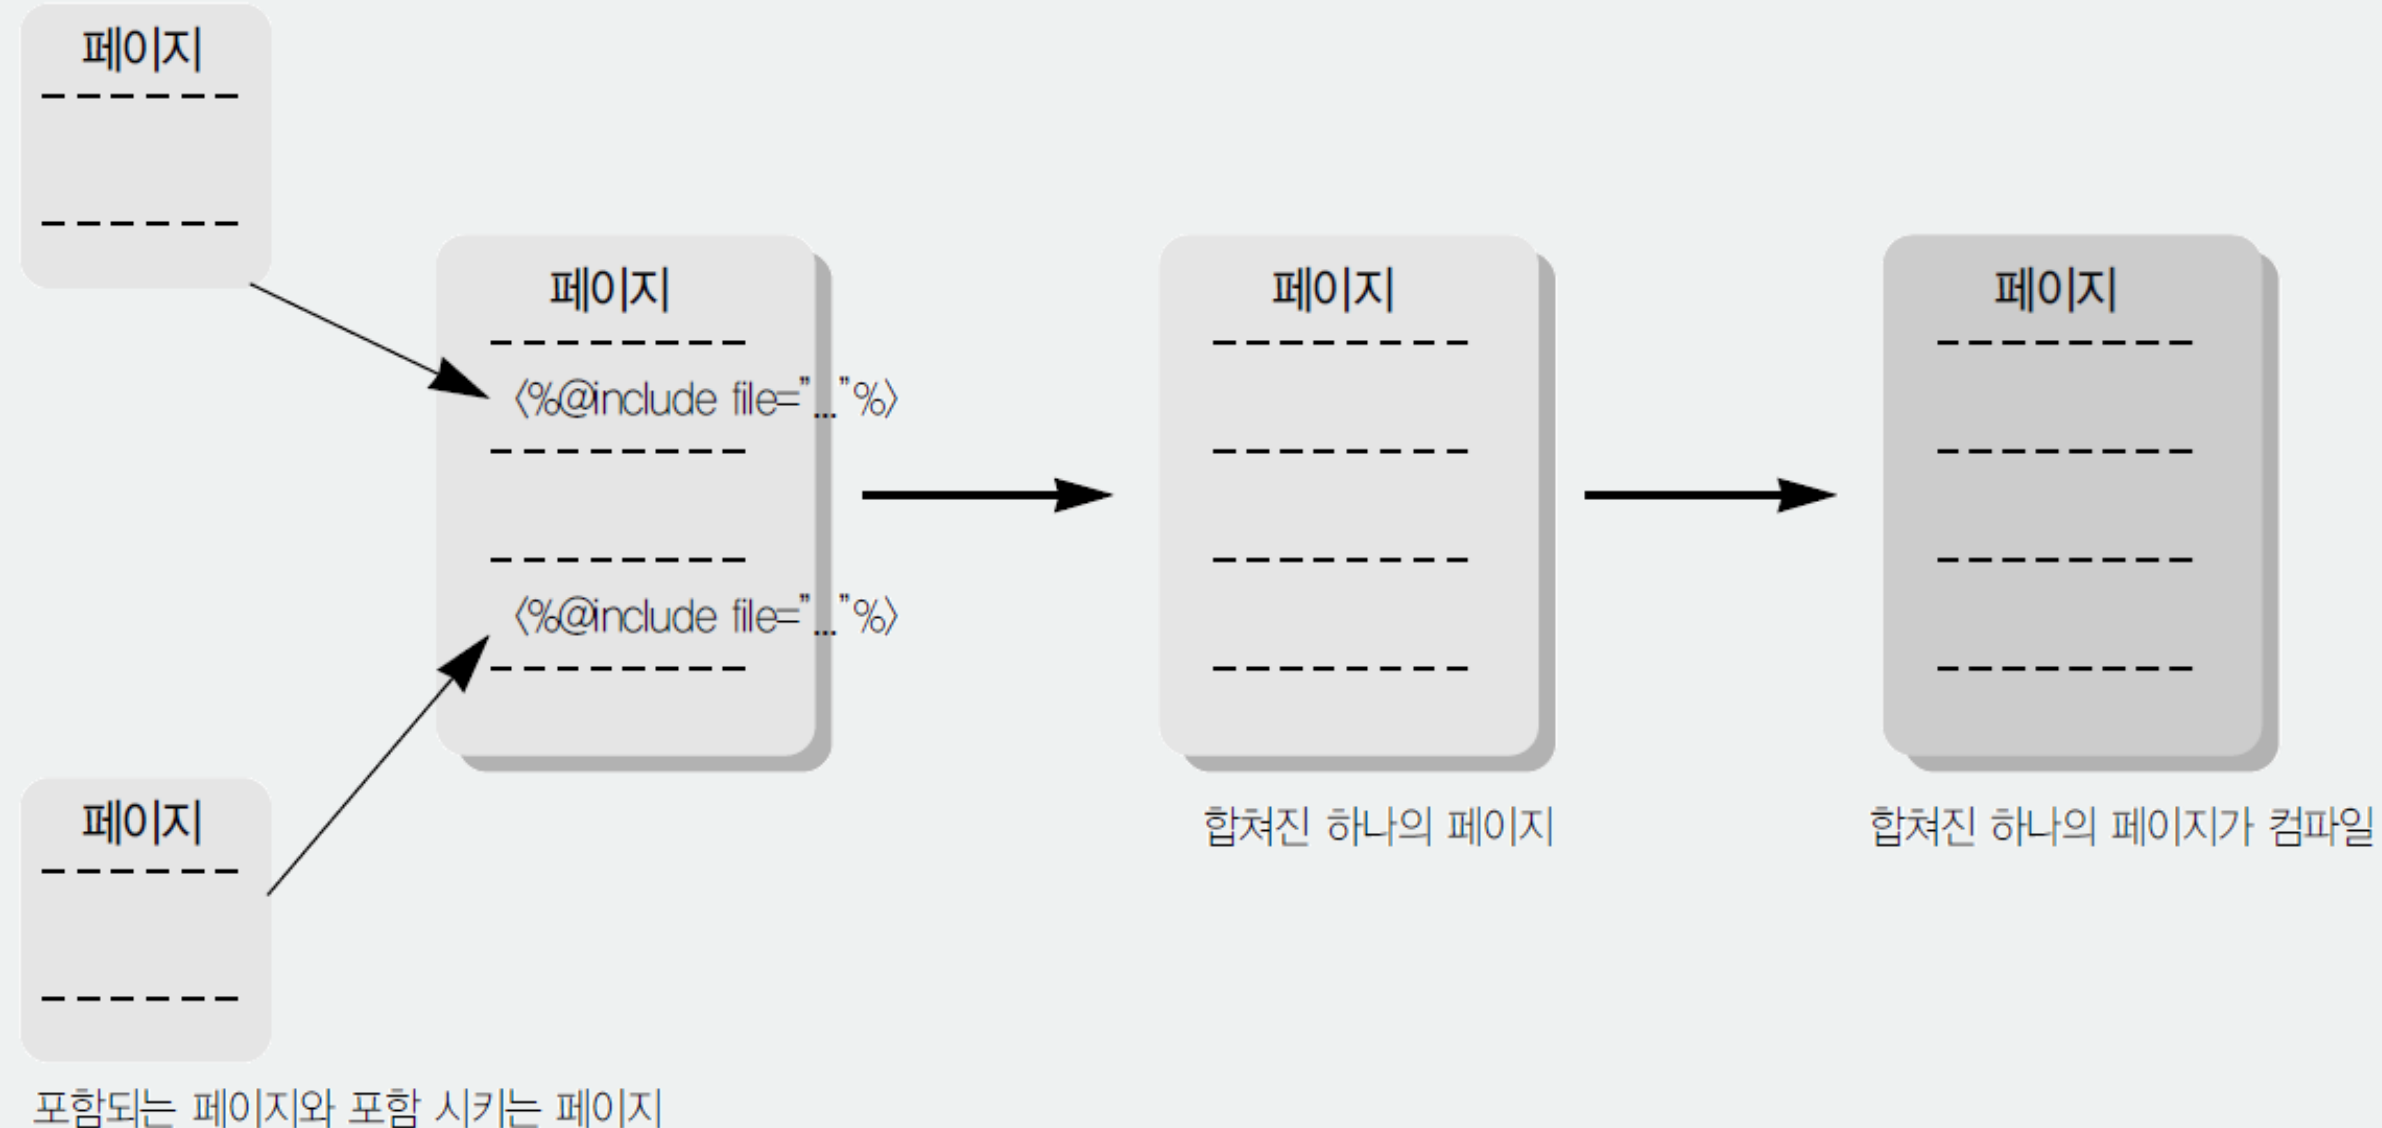 페이지
페이지
<%@include file="..."%>
<%@include file="..."%>
페이지
포함되는 페이지와 포함 시키는 페이지
페이지
합쳐진 하나의 페이지
페이지
합쳐진 하나의 페이지가 컴파일